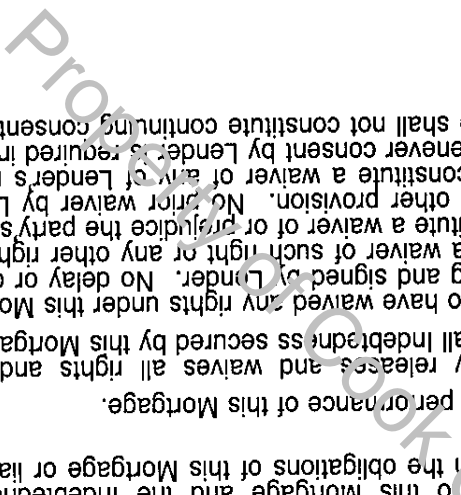 o this Mortgage and the Indebtedne
n the obligations of this Mortgage or lia
performance of this Mortgage.
y releases and waives all rights and
all Indebtedness secured by this Mortgag
o have waived any rights under this Mo
g and signed by Lender. No delay or o
a waiver of such right or any other righ
tute a waiver of or prejudice the party's
other provision. No prior waiver by L
constitute a waiver of any of Lender's r
enever consent by Lender is required in
shall not constitute continuing consent
Property of Cook